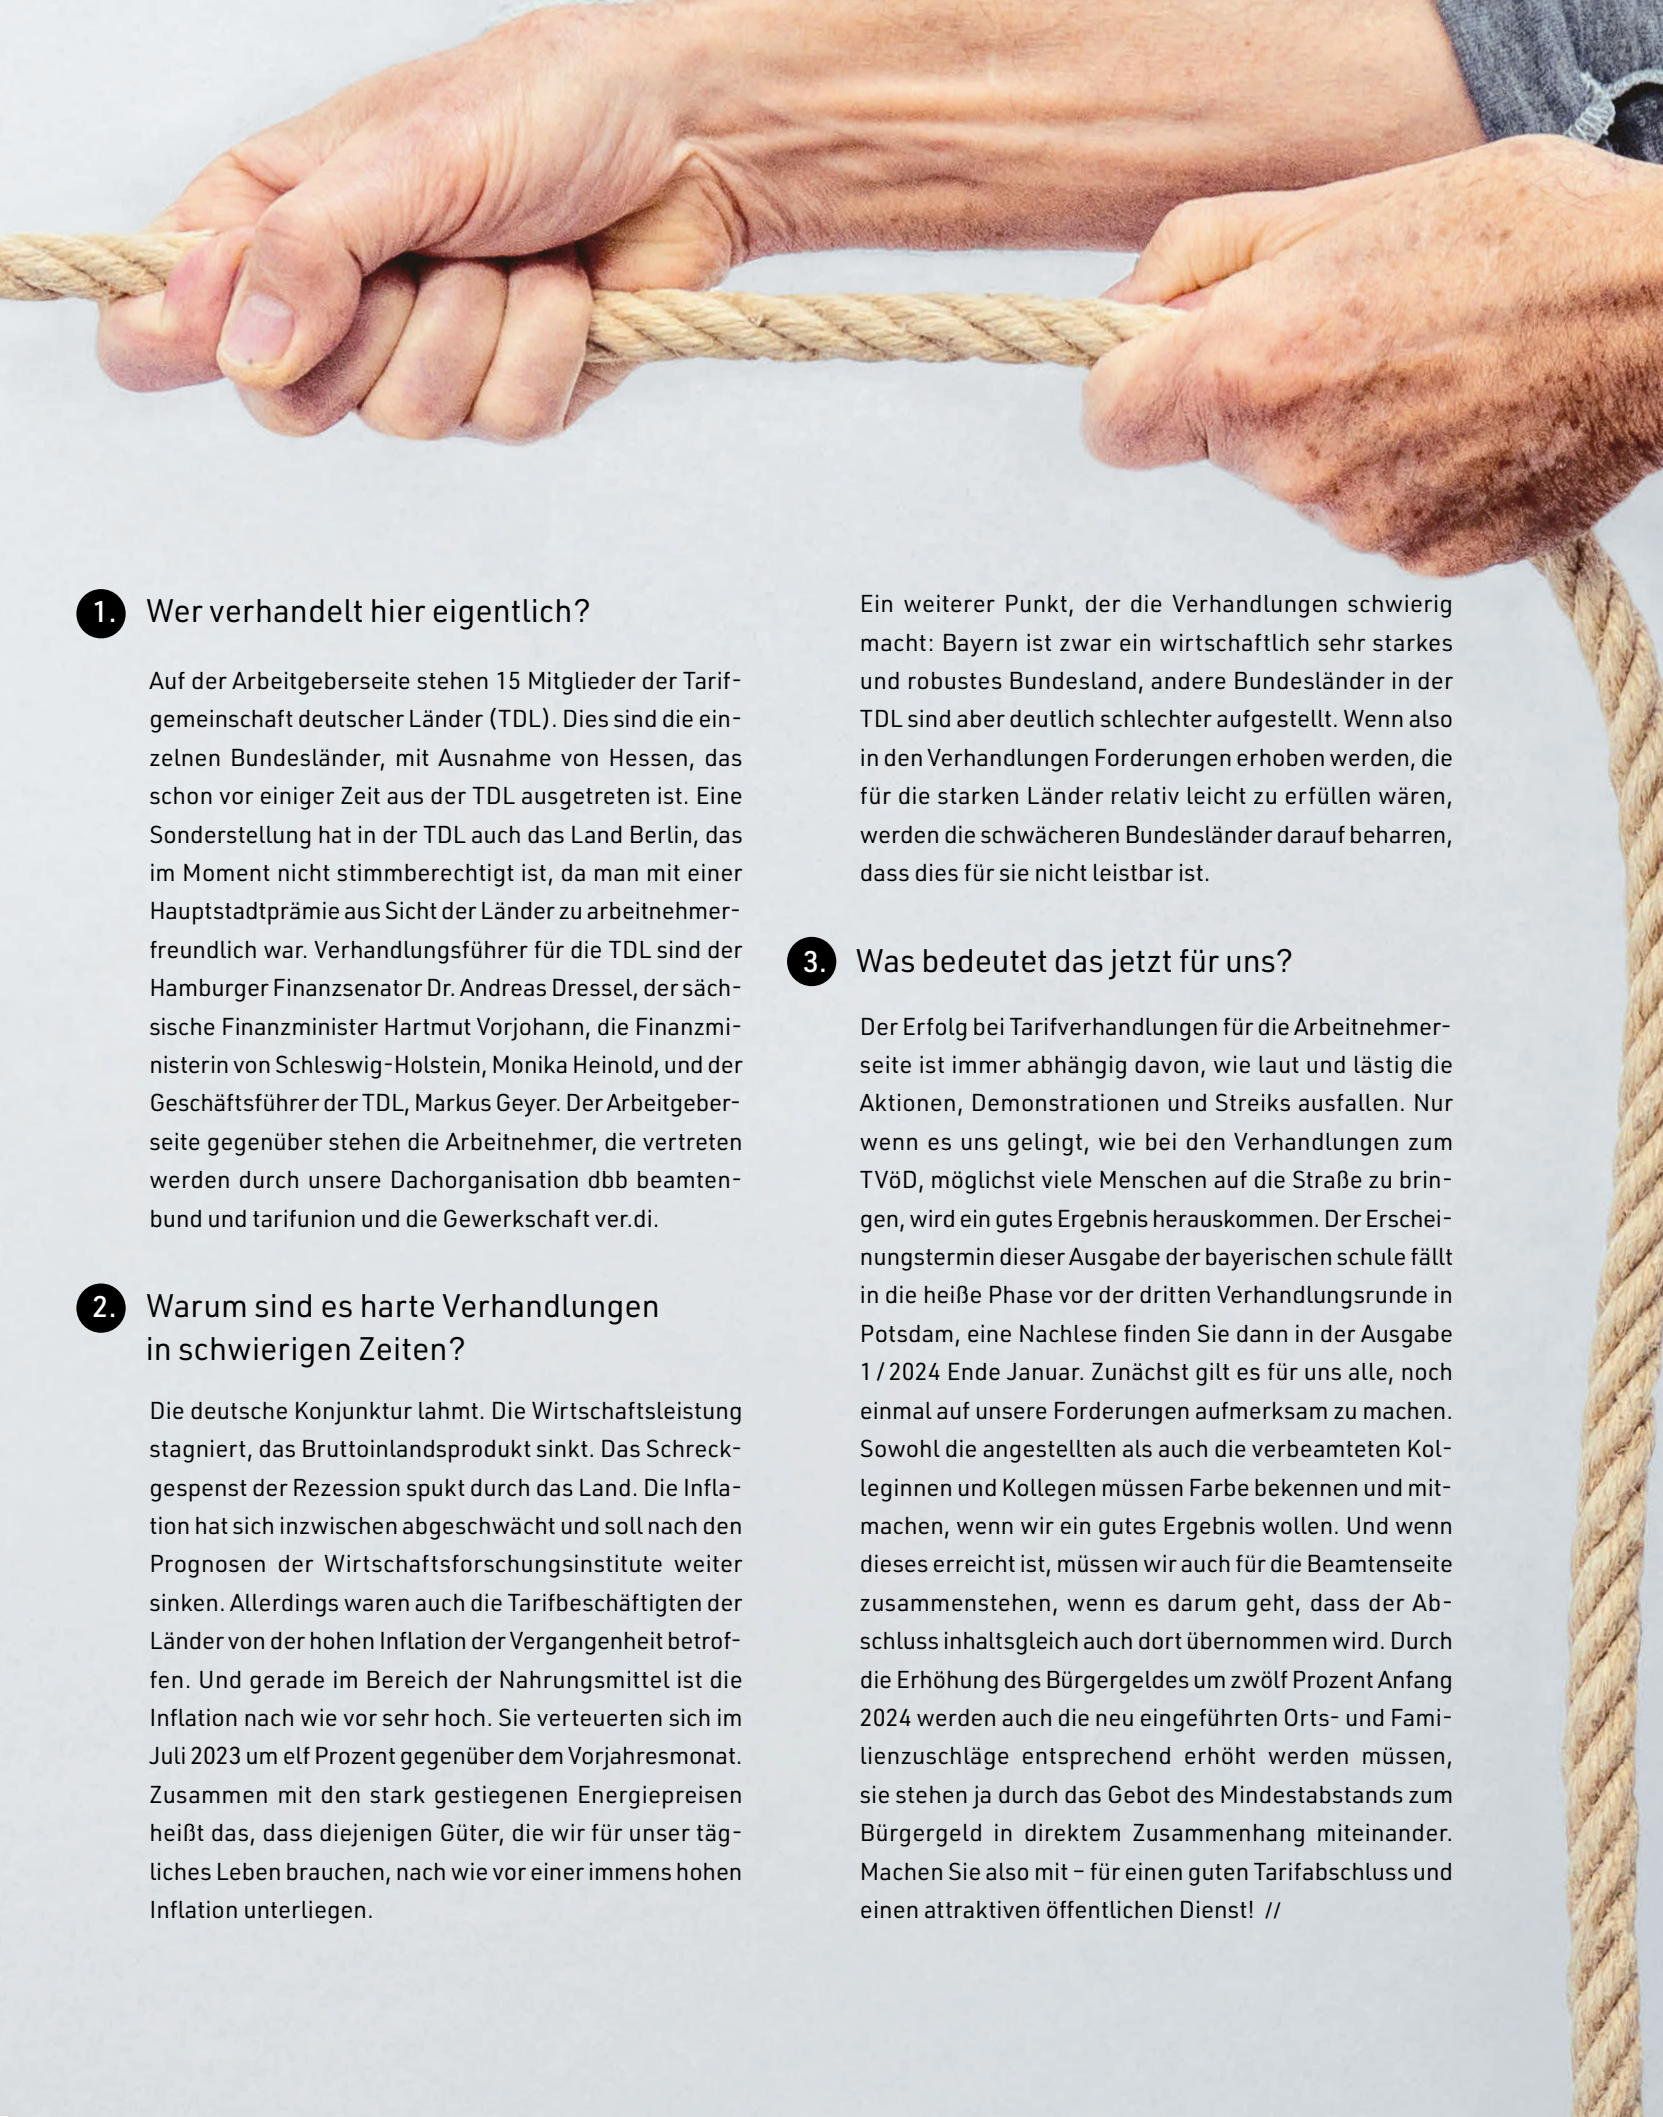 1. Wer verhandelt hier eigentlich?
Auf der Arbeitgeberseite stehen 15 Mitglieder der Tarif-
gemeinschaft deutscher Länder (TDL). Dies sind die ein-
zelnen Bundesländer, mit Ausnahme von Hessen, das
schon vor einiger Zeit aus der TDL ausgetreten ist. Eine
Sonderstellung hat in der TDL auch das Land Berlin, das
im Moment nicht stimmberechtigt ist, da man mit einer
Hauptstadtprämie aus Sicht der Länder zu arbeitnehmer-
freundlich war. Verhandlungsführer für die TDL sind der
Hamburger Finanzsenator Dr. Andreas Dressel, der säch-
sische Finanzminister Hartmut Vorjohann, die Finanzmi-
nisterin von Schleswig-Holstein, Monika Heinold, und der
Geschäftsführer der TDL, Markus Geyer. Der Arbeitgeber-
seite gegenüber stehen die Arbeitnehmer, die vertreten
werden durch unsere Dachorganisation dbb beamten-
bund und tarifunion und die Gewerkschaft ver.di.
2. Warum sind es harte Verhandlungen
in schwierigen Zeiten?
Die deutsche Konjunktur lahmt. Die Wirtschaftsleistung
stagniert, das Bruttoinlandsprodukt sinkt. Das Schreck-
gespenst der Rezession spukt durch das Land. Die Infla-
tion hat sich inzwischen abgeschwächt und soll nach den
Prognosen der Wirtschaftsforschungsinstitute weiter
sinken. Allerdings waren auch die Tarifbeschäftigten der
Länder von der hohen Inflation der Vergangenheit betrof-
fen. Und gerade im Bereich der Nahrungsmittel ist die
Inflation nach wie vor sehr hoch. Sie verteuerten sich im
Juli 2023 um elf Prozent gegenüber dem Vorjahresmonat.
Zusammen mit den stark gestiegenen Energiepreisen
heißt das, dass diejenigen Güter, die wir für unser täg-
liches Leben brauchen, nach wie vor einer immens hohen
Inflation unterliegen.
Ein weiterer Punkt, der die Verhandlungen schwierig
macht: Bayern ist zwar ein wirtschaftlich sehr starkes
und robustes Bundesland, andere Bundesländer in der
TDL sind aber deutlich schlechter aufgestellt. Wenn also
in den Verhandlungen Forderungen erhoben werden, die
für die starken Länder relativ leicht zu erfüllen wären,
werden die schwächeren Bundesländer darauf beharren,
dass dies für sie nicht leistbar ist.
3. Was bedeutet das jetzt für uns?
Der Erfolg bei Tarifverhandlungen für die Arbeitnehmer-
seite ist immer abhängig davon, wie laut und lästig die
Aktionen, Demonstrationen und Streiks ausfallen. Nur
wenn es uns gelingt, wie bei den Verhandlungen zum
TVöD, möglichst viele Menschen auf die Straße zu brin-
gen, wird ein gutes Ergebnis herauskommen. Der Erschei-
nungstermin dieser Ausgabe der bayerischen schule fällt
in die heiße Phase vor der dritten Verhandlungsrunde in
Potsdam, eine Nachlese finden Sie dann in der Ausgabe
1 / 2024 Ende Januar. Zunächst gilt es für uns alle, noch
einmal auf unsere Forderungen aufmerksam zu machen.
Sowohl die angestellten als auch die verbeamteten Kol-
leginnen und Kollegen müssen Farbe bekennen und mit-
machen, wenn wir ein gutes Ergebnis wollen. Und wenn
dieses erreicht ist, müssen wir auch für die Beamtenseite
zusammenstehen, wenn es darum geht, dass der Ab-
schluss inhaltsgleich auch dort übernommen wird. Durch
die Erhöhung des Bürgergeldes um zwölf Prozent Anfang
2024 werden auch die neu eingeführten Orts- und Fami-
lienzuschläge entsprechend erhöht werden müssen,
sie stehen ja durch das Gebot des Mindestabstands zum
Bürgergeld in direktem Zusammenhang miteinander.
Machen Sie also mit – für einen guten Tarifabschluss und
einen attraktiven öffentlichen Dienst! //